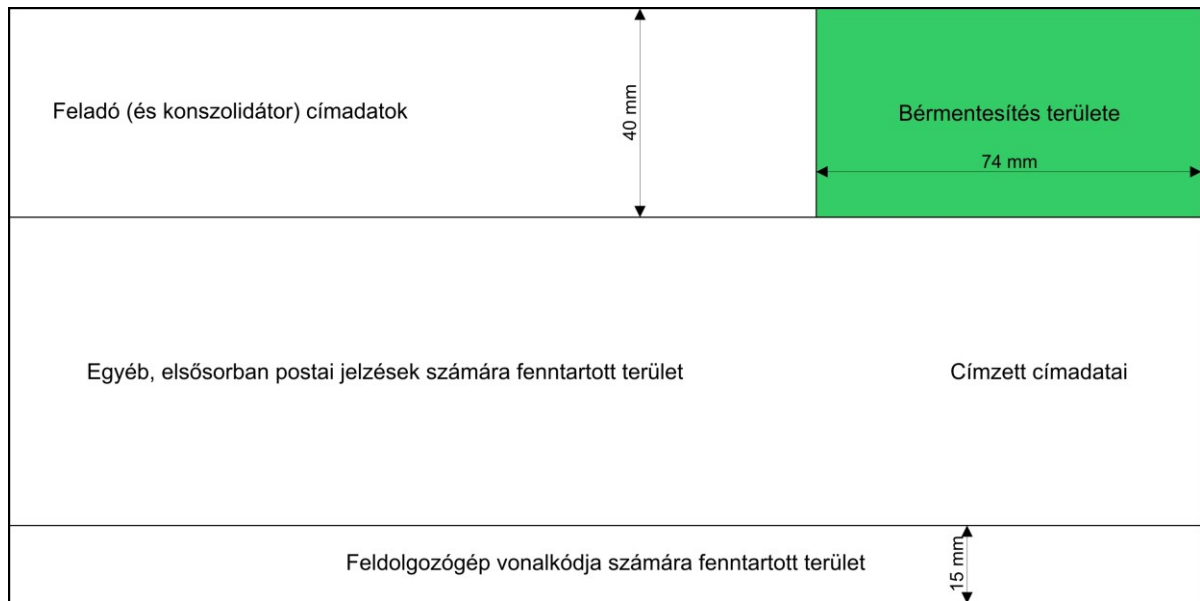 Feladó (és konszolidátor) címadatok
40 mm
Bérmentesítés területe
74 mm
Egyéb, elsősorban postai jelzések számára fenntartott terület
Címzett címadatai
Feldolgozógép vonalkódja számára fenntartott terület
15 mm